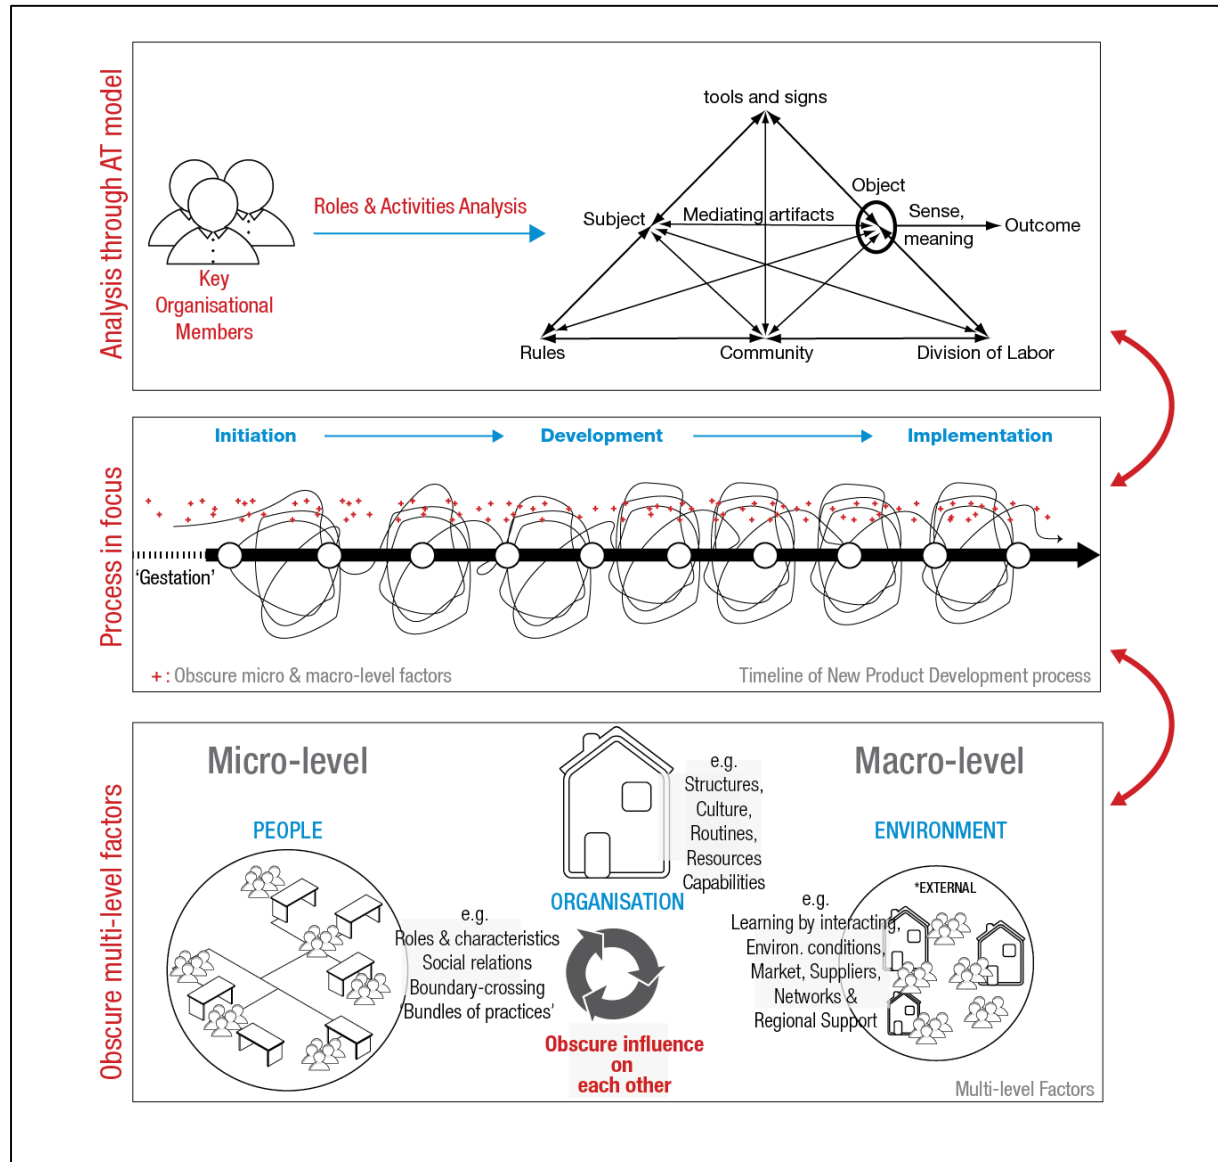 Analysis through AT model
tools and signs
Object
Roles & Activities Analysis
Subject
Mediating artifacts
Sense,
meaning
Outcome
Key
Organisational
Members
Rules
Community
Division of Labor
Process in focus
Initiation
Development
Implementation
'Gestation'
+ : Obscure micro & macro-level factors
Timeline of New Product Development process
Obscure multi-level factors
Micro-level
PEOPLE
e.g.
Roles & characteristics
Social relations
Boundary-crossing
'Bundles of practices'
e.g.
Structures,
Culture,
Routines,
Resources
Capabilities
ORGANISATION
Obscure influence
on
each other
Macro-level
ENVIRONMENT
*EXTERNAL
e.g.
Learning by interacting,
Environ. conditions,
Market, Suppliers,
Networks &
Regional Support
Multi-level Factors